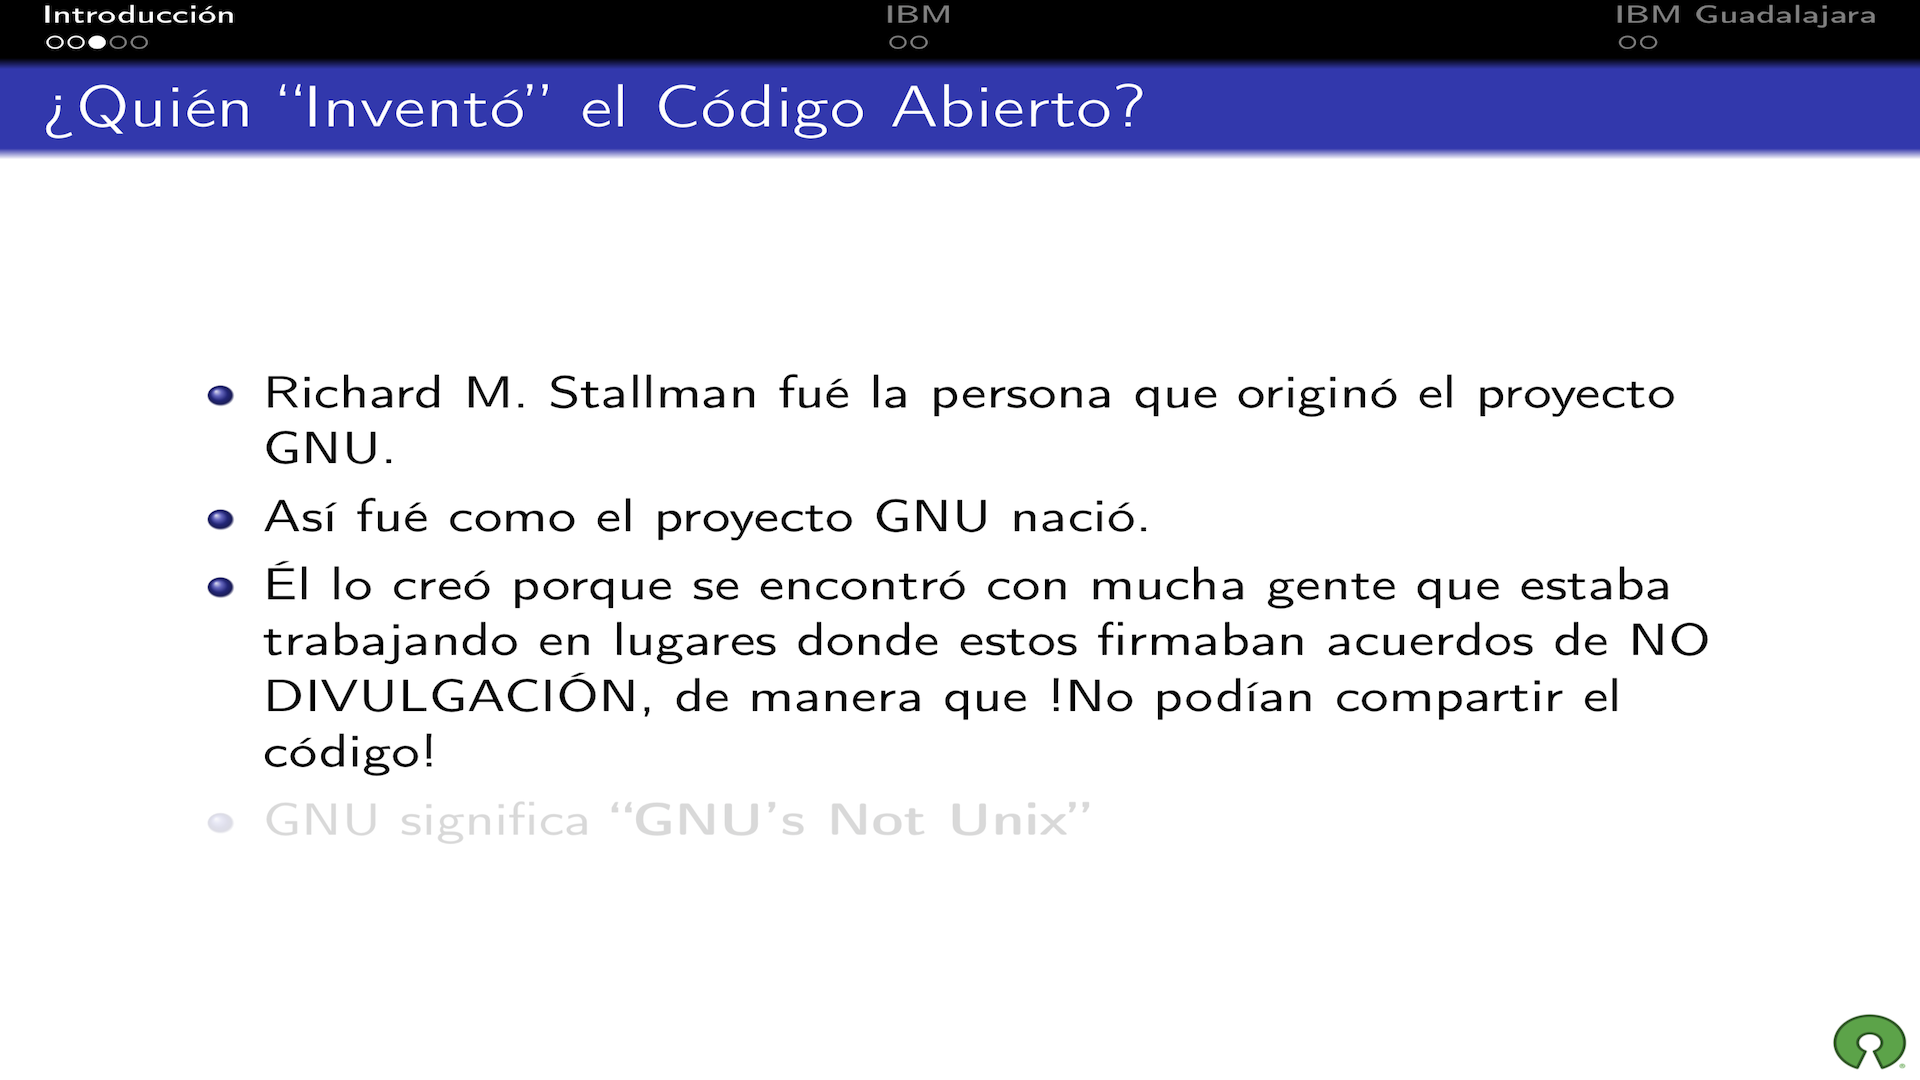 Introducción
IBM
IBM Guadalajara
¿Quién “Inventó” el Código Abierto?
Richard M. Stallman fué la persona que originó el proyecto
GNU.
Así fué como el proyecto GNU nació.
Él lo creó porque se encontró con mucha gente que estaba
trabajando en lugares donde estos firmaban acuerdos de NO
DIVULGACIÓN, de manera que !No podían compartir el
código!
GNU significa “GNU’s Not Unix”